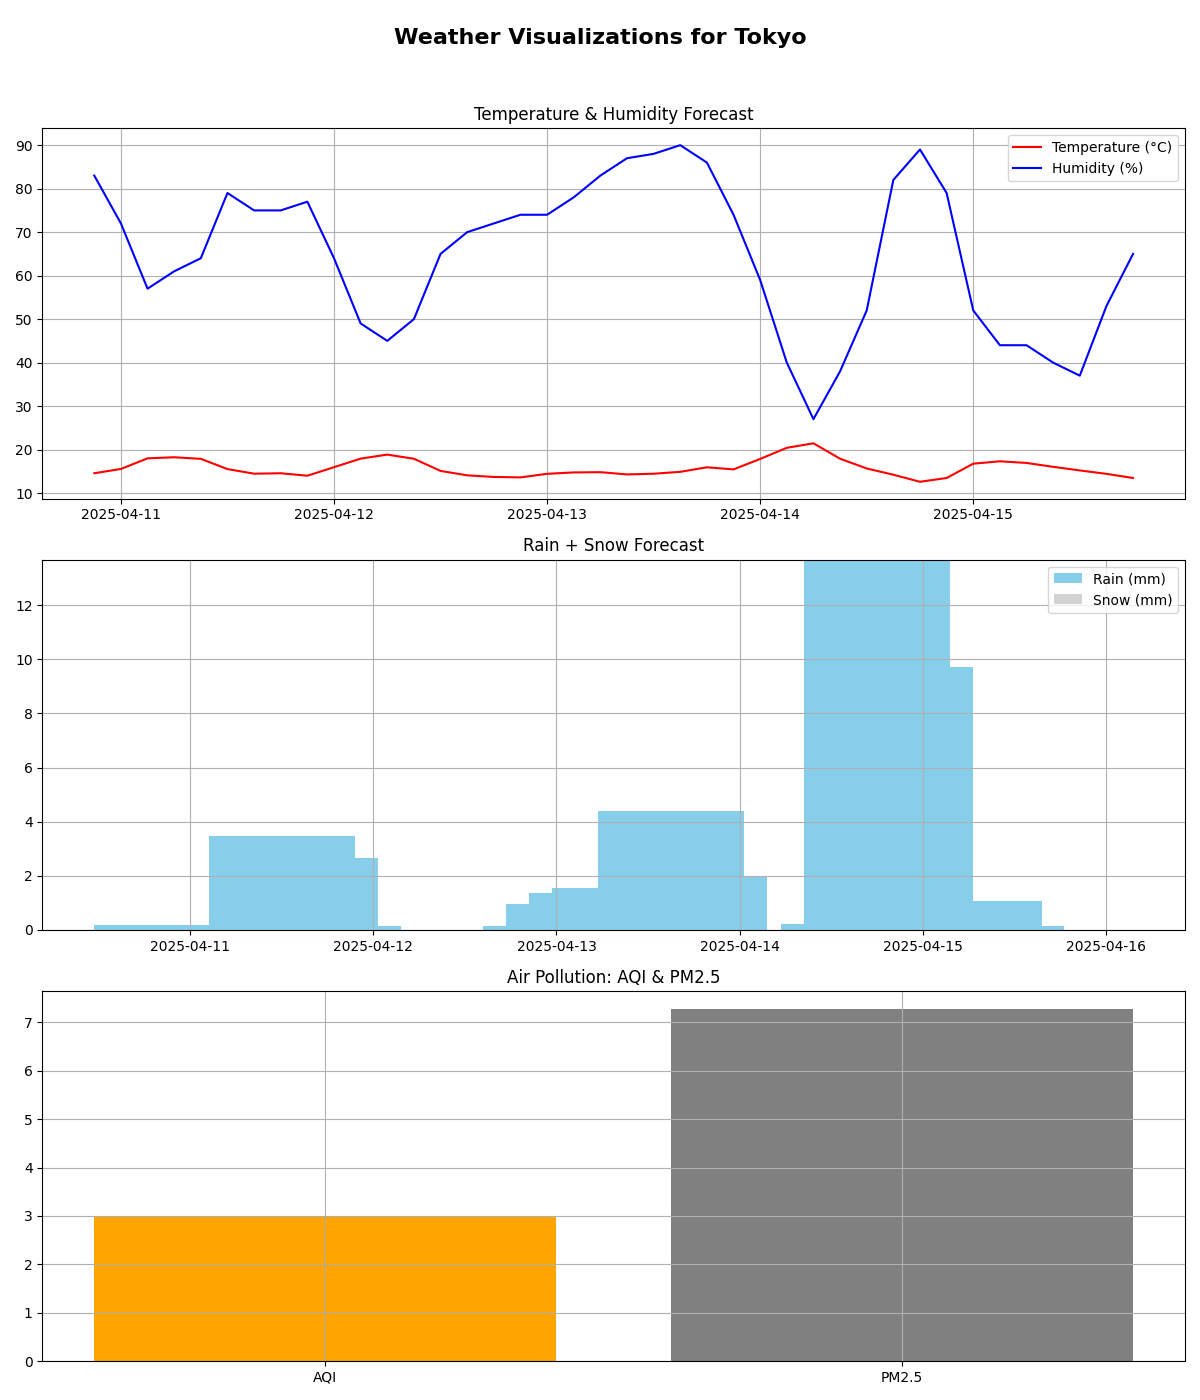 Weather Visualizations for Tokyo
Temperature & Humidity Forecast
90
80
70
60
50
40
30
20
10
Temperature (°C)
Humidity (%)
2025-04-11 2025-04-12 2025-04-13 2025-04-14 2025-04-15
Rain + Snow Forecast
12
10
8
6
4
2
0
Rain (mm)
Snow (mm)
2025-04-11 2025-04-12 2025-04-13 2025-04-14 2025-04-15 2025-04-16
Air Pollution: AQI & PM2.5
7
6
5
4
3
2
1
0
AQI PM2.5